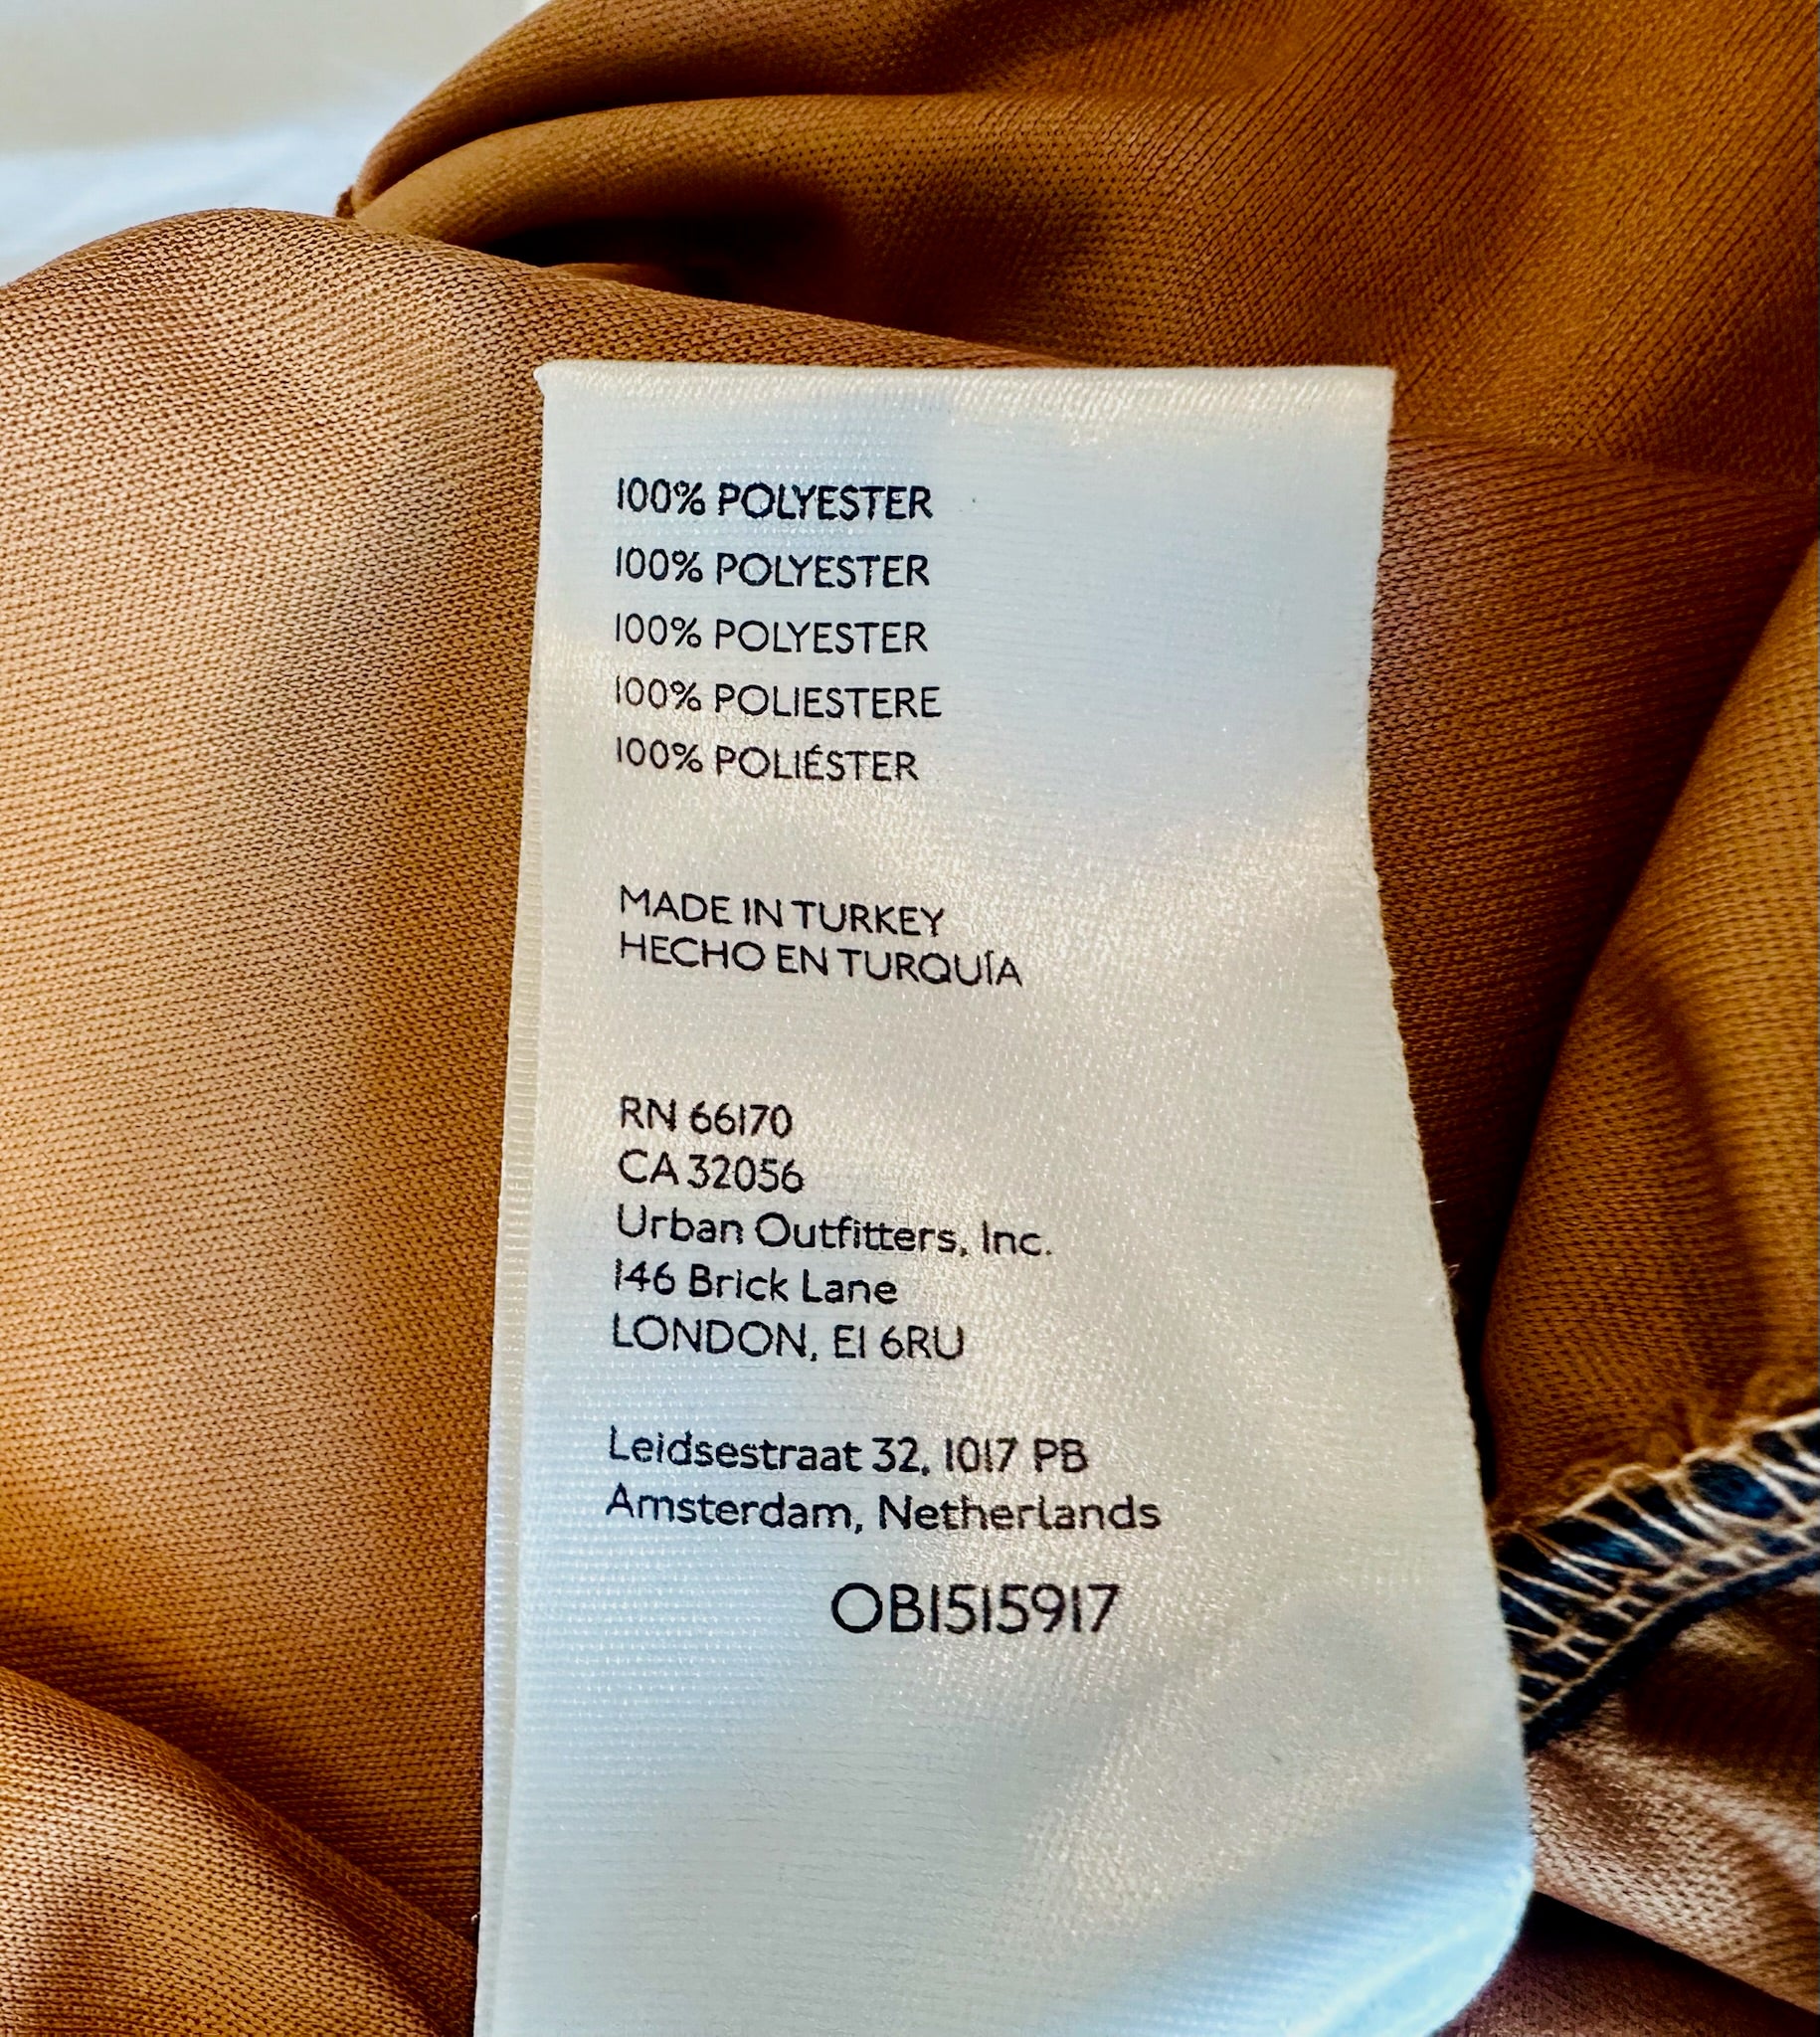 100% POLYESTER
100% POLYESTER
100% POLYESTER
100% POLIESTERE
100% POLIÉSTER
MADE IN TURKEY
HECHO EN TURQUÍA
RN 66170
CA 32056
Urban Outfitters, Inc.
146 Brick Lane
LONDON, E1 6RU
Leidsestraat 32, 1017 PB
Amsterdam, Netherlands
OB1515917